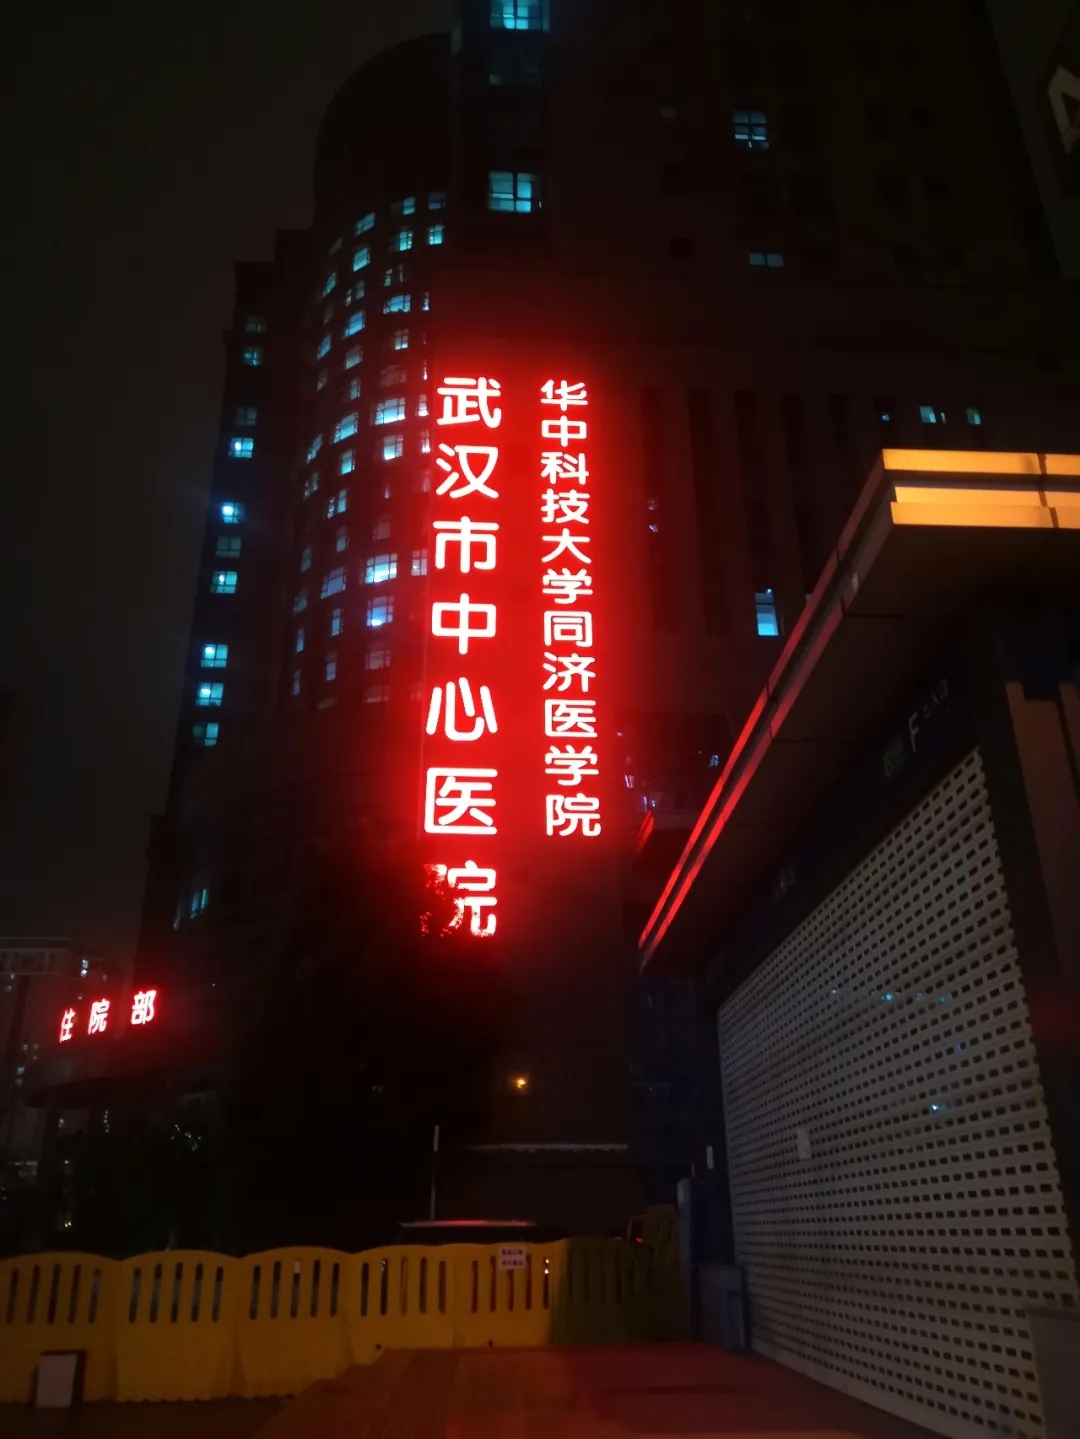 武汉市中心医院
华中科技大学同济医学院
住院部
F